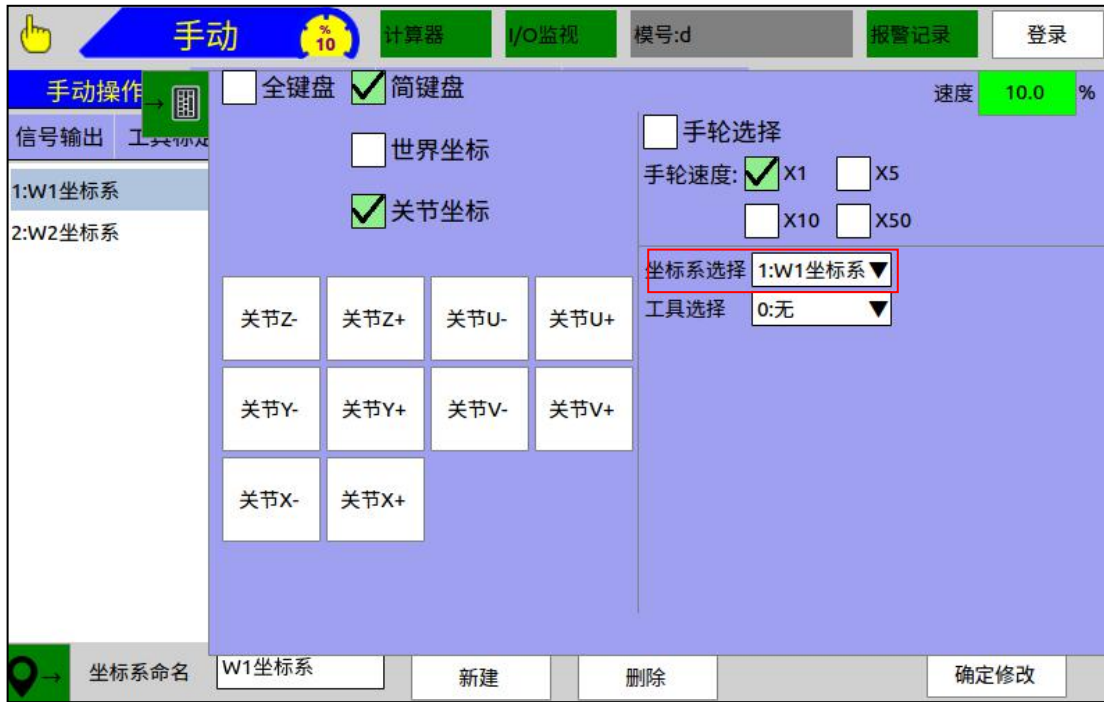 手动 % 10 计算器 I/O监视 模号:d 报警记录 登录
手动操作 → 全键盘 简键盘 速度 10.0 %
信号输出 工具标定 手轮选择
世界坐标
手轮速度: X1 X5
1:W1坐标系
关节坐标
X10 X50
2:W2坐标系
坐标系选择 1:W1坐标系
工具选择 0:无
关节Z- 关节Z+ 关节U- 关节U+
关节Y- 关节Y+ 关节V- 关节V+
关节X- 关节X+
→ 坐标系命名 W1坐标系 新建 删除 确定修改